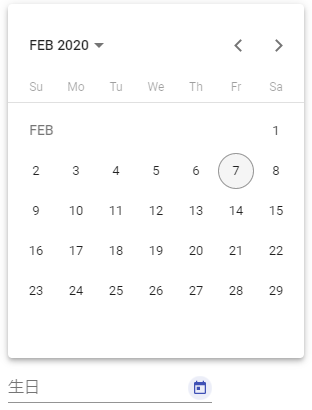 FEB 2020
Su Mo Tu We Th Fr Sa
FEB 1
2 3 4 5 6 7 8
9 10 11 12 13 14 15
16 17 18 19 20 21 22
23 24 25 26 27 28 29
生日